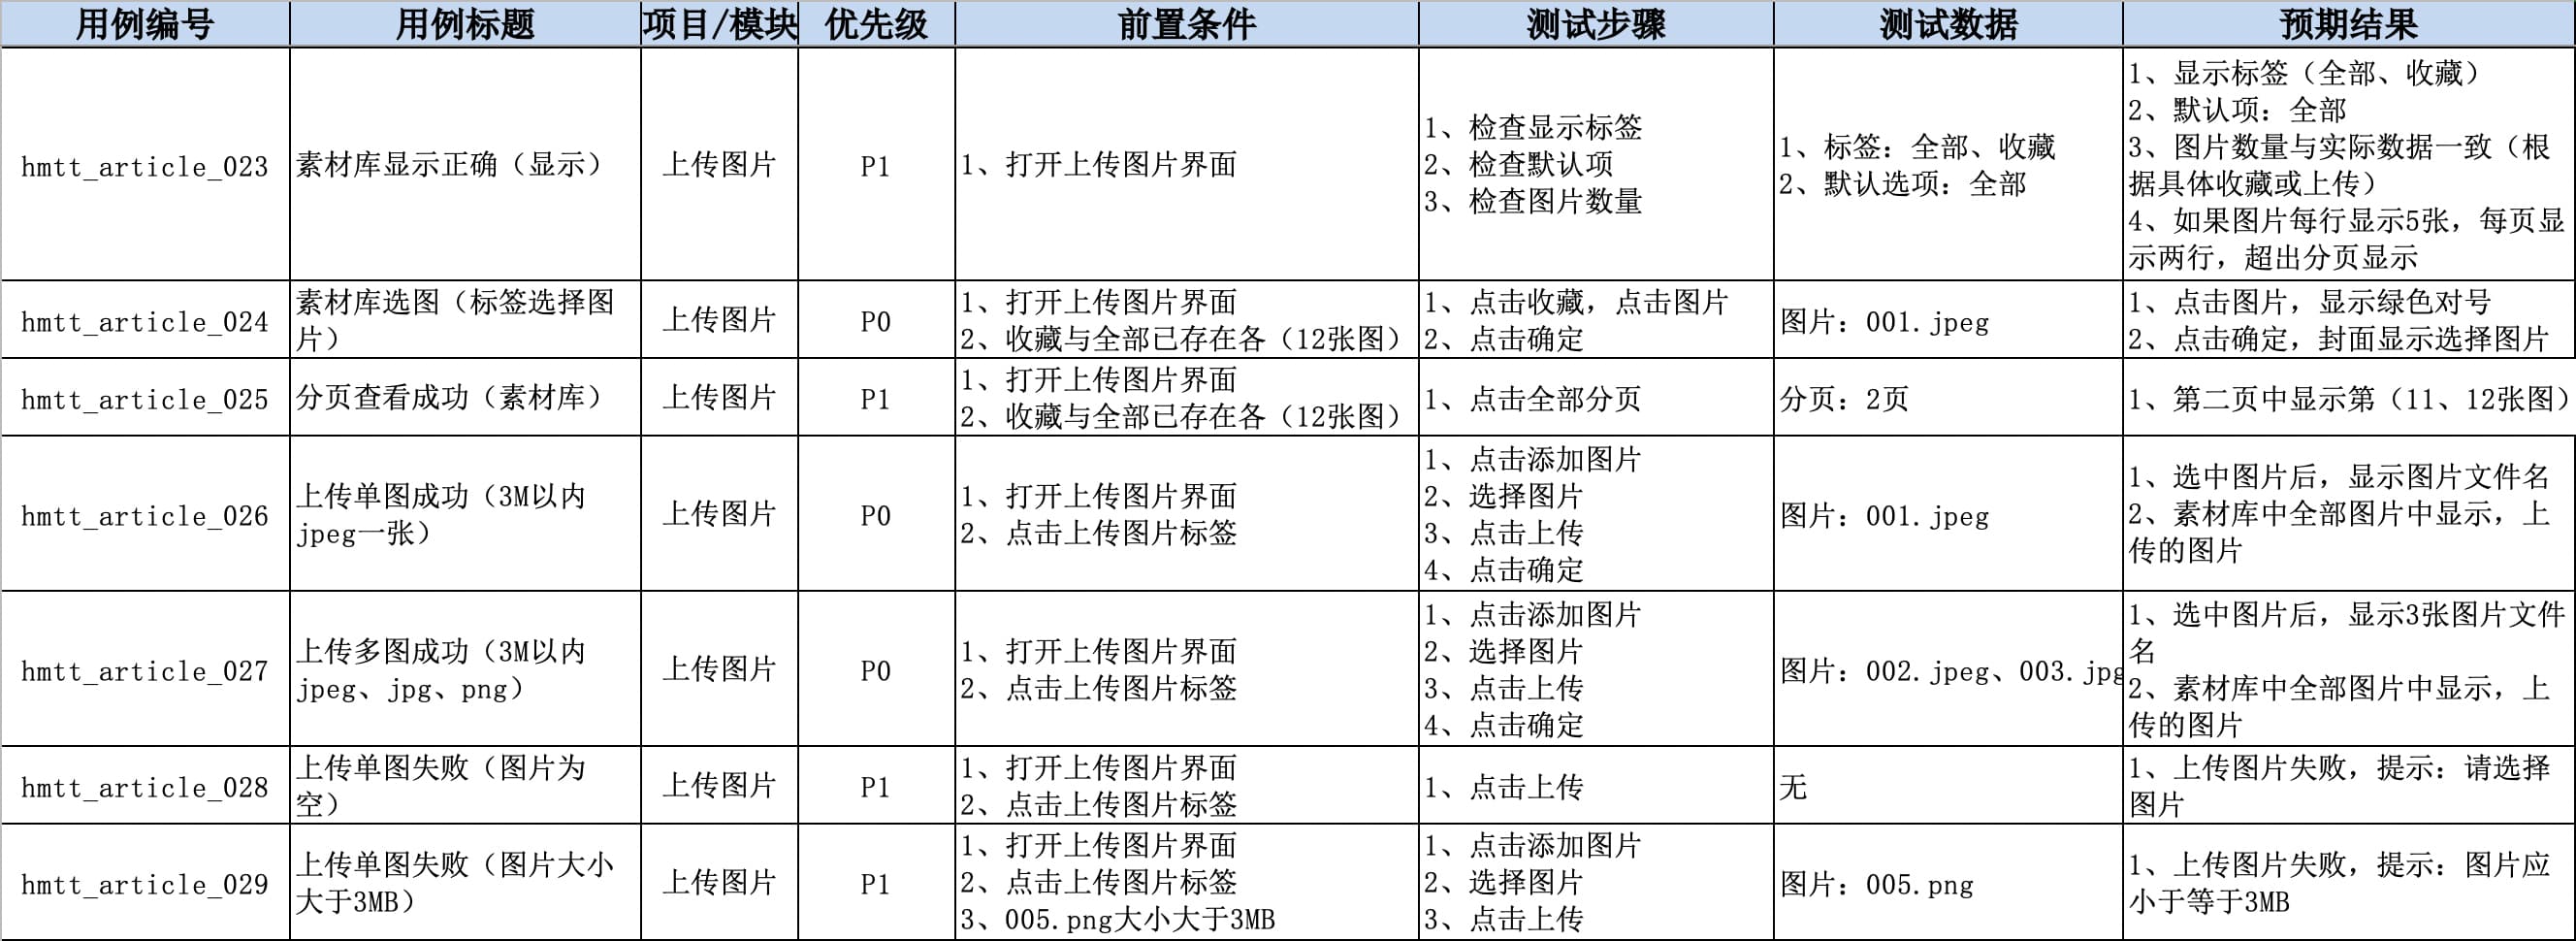 用例编号 用例标题 项目/模块 优先级 前置条件 测试步骤 测试数据 预期结果
hmtt_article_023
素材库显示正确（显示）
上传图片
P1
1、打开上传图片界面
1、检查显示标签
2、检查默认项
3、检查图片数量
1、标签：全部、收藏
2、默认选项：全部
1、显示标签（全部、收藏）
2、默认项：全部
3、图片数量与实际数据一致（根
据具体收藏或上传）
4、如果图片每行显示5张，每页显
示两行，超出分页显示
hmtt_article_024
素材库选图（标签选择图
片）
上传图片
P0
1、打开上传图片界面
2、收藏与全部已存在各（12张图）
1、点击收藏，点击图片
2、点击确定
图片：001.jpeg
1、点击图片，显示绿色对号
2、点击确定，封面显示选择图片
hmtt_article_025
分页查看成功（素材库）
上传图片
P1
1、打开上传图片界面
2、收藏与全部已存在各（12张图）
1、点击全部分页
分页：2页
1、第二页中显示第（11、12张图）
hmtt_article_026
上传单图成功（3M以内
jpeg一张）
上传图片
P0
1、打开上传图片界面
2、点击上传图片标签
1、点击添加图片
2、选择图片
3、点击上传
4、点击确定
图片：001.jpeg
1、选中图片后，显示图片文件名
2、素材库中全部图片中显示，上
传的图片
hmtt_article_027
上传多图成功（3M以内
jpeg、jpg、png）
上传图片
P0
1、打开上传图片界面
2、点击上传图片标签
1、点击添加图片
2、选择图片
3、点击上传
4、点击确定
图片：002.jpeg、003.jpg
1、选中图片后，显示3张图片文件
名
2、素材库中全部图片中显示，上
传的图片
hmtt_article_028
上传单图失败（图片为
空）
上传图片
P1
1、打开上传图片界面
2、点击上传图片标签
1、点击上传
无
1、上传图片失败，提示：请选择
图片
hmtt_article_029
上传单图失败（图片大小
大于3MB）
上传图片
P1
1、打开上传图片界面
2、点击上传图片标签
3、005.png大小大于3MB
1、点击添加图片
2、选择图片
3、点击上传
图片：005.png
1、上传图片失败，提示：图片应
小于等于3MB